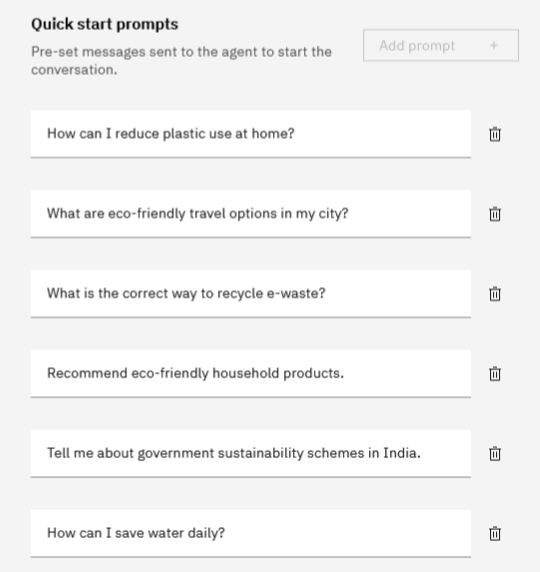 Quick start prompts
Pre-set messages sent to the agent to start the
conversation.
Add prompt +
How can I reduce plastic use at home?
What are eco-friendly travel options in my city?
What is the correct way to recycle e-waste?
Recommend eco-friendly household products.
Tell me about government sustainability schemes in India.
How can I save water daily?